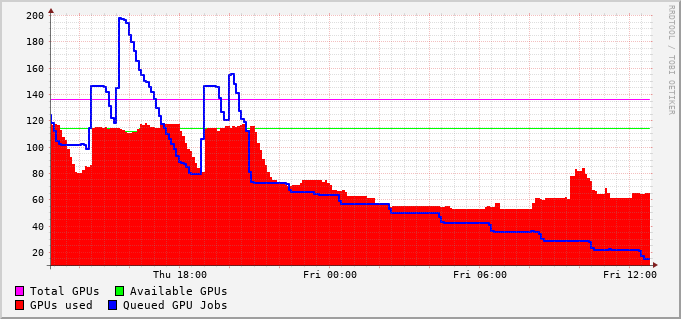 200
180
160
140
120
100
80
60
40
20
Thu 18:00 Fri 00:00 Fri 06:00 Fri 12:00
Total GPUs Available GPUs
GPUs used Queued GPU Jobs
RRDTOOL / TOBI OETIKER